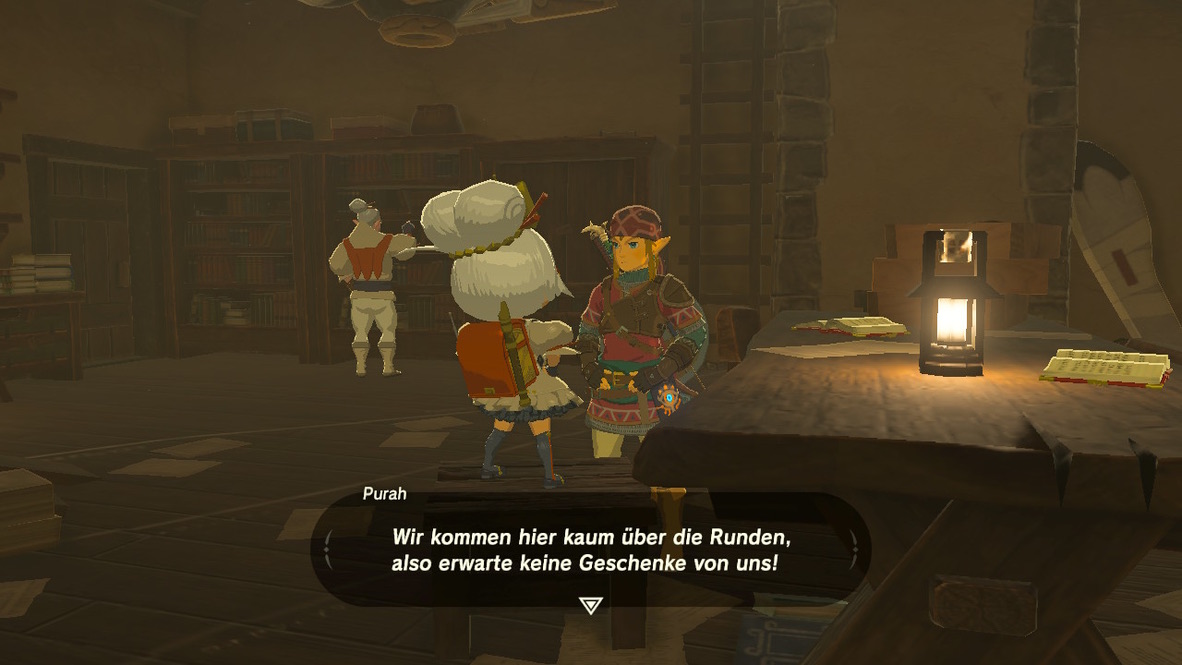 Purah
Wir kommen hier kaum über die Runden,
also erwarte keine Geschenke von uns!